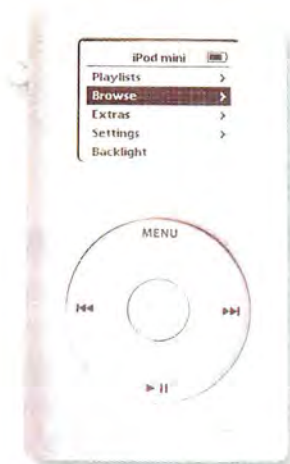 iPod mini
Playlists >
Browse >
Extras >
Settings >
Backlight
MENU